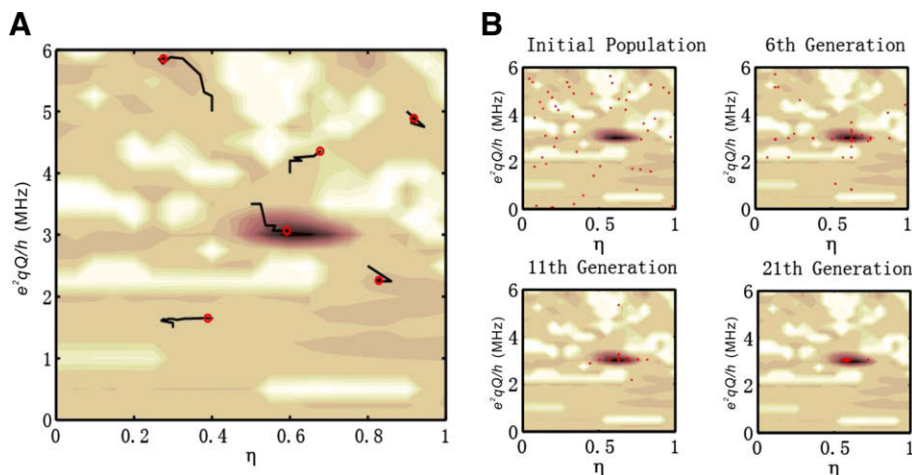 A
6
5
4
3
2
1
0
0 0.2 0.4 0.6 0.8 1
e²qQ/h (MHz)
η
B
Initial Population
6
4
2
0
0 0.5 1
e²qQ/h (MHz)
η
6th Generation
6
4
2
0
0 0.5 1
e²qQ/h (MHz)
η
11th Generation
6
4
2
0
0 0.5 1
e²qQ/h (MHz)
η
21th Generation
6
4
2
0
0 0.5 1
e²qQ/h (MHz)
η